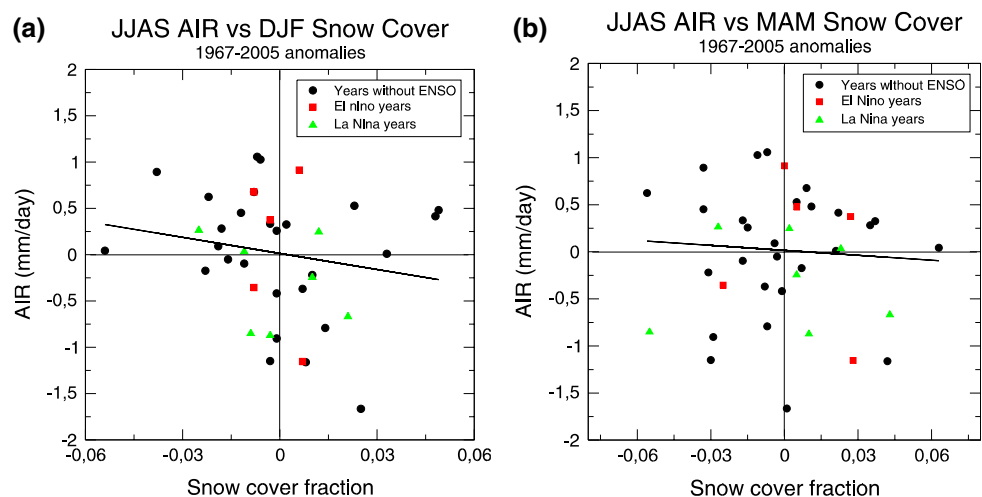 (a)
JJAS AIR vs DJF Snow Cover
1967-2005 anomalies
2
1,5
1
0,5
0
-0,5
-1
-1,5
-2
AIR (mm/day)
Years without ENSO
El nino years
La NIna years
-0,06
-0,03
0
0,03
0,06
Snow cover fraction
(b)
JJAS AIR vs MAM Snow Cover
1967-2005 anomalies
2
1,5
1
0,5
0
-0,5
-1
-1,5
-2
AIR (mm/day)
Years without ENSO
El Nino years
La Nina years
-0,06
-0,03
0
0,03
0,06
Snow cover fraction